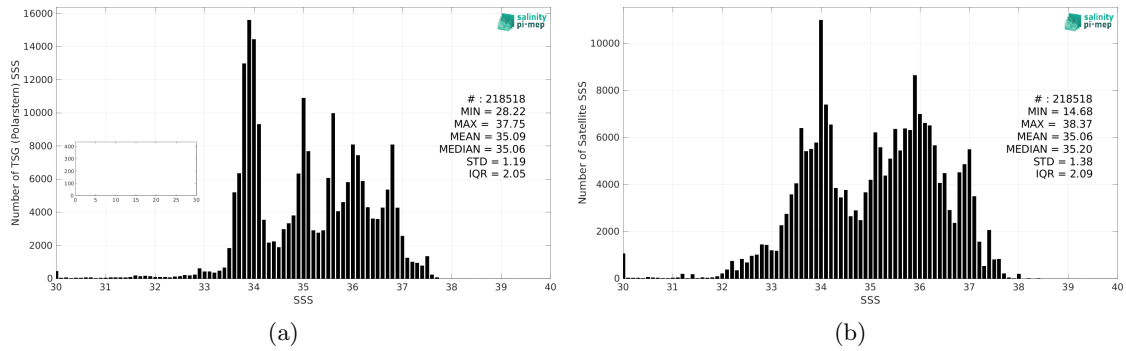 salinity
pi-mep
Number of TSG (Polarstern) SSS
16000
14000
12000
10000
8000
6000
4000
2000
0
# : 218518
MIN = 28.22
MAX = 37.75
MEAN = 35.09
MEDIAN = 35.06
STD = 1.19
IQR = 2.05
400
300
200
100
0
0 5 10 15 20 25 30
30 31 32 33 34 35 36 37 38 39 40
SSS
(a)
salinity
pi-mep
Number of Satellite SSS
10000
8000
6000
4000
2000
0
# : 218518
MIN = 14.68
MAX = 38.37
MEAN = 35.06
MEDIAN = 35.20
STD = 1.38
IQR = 2.09
30 31 32 33 34 35 36 37 38 39 40
SSS
(b)